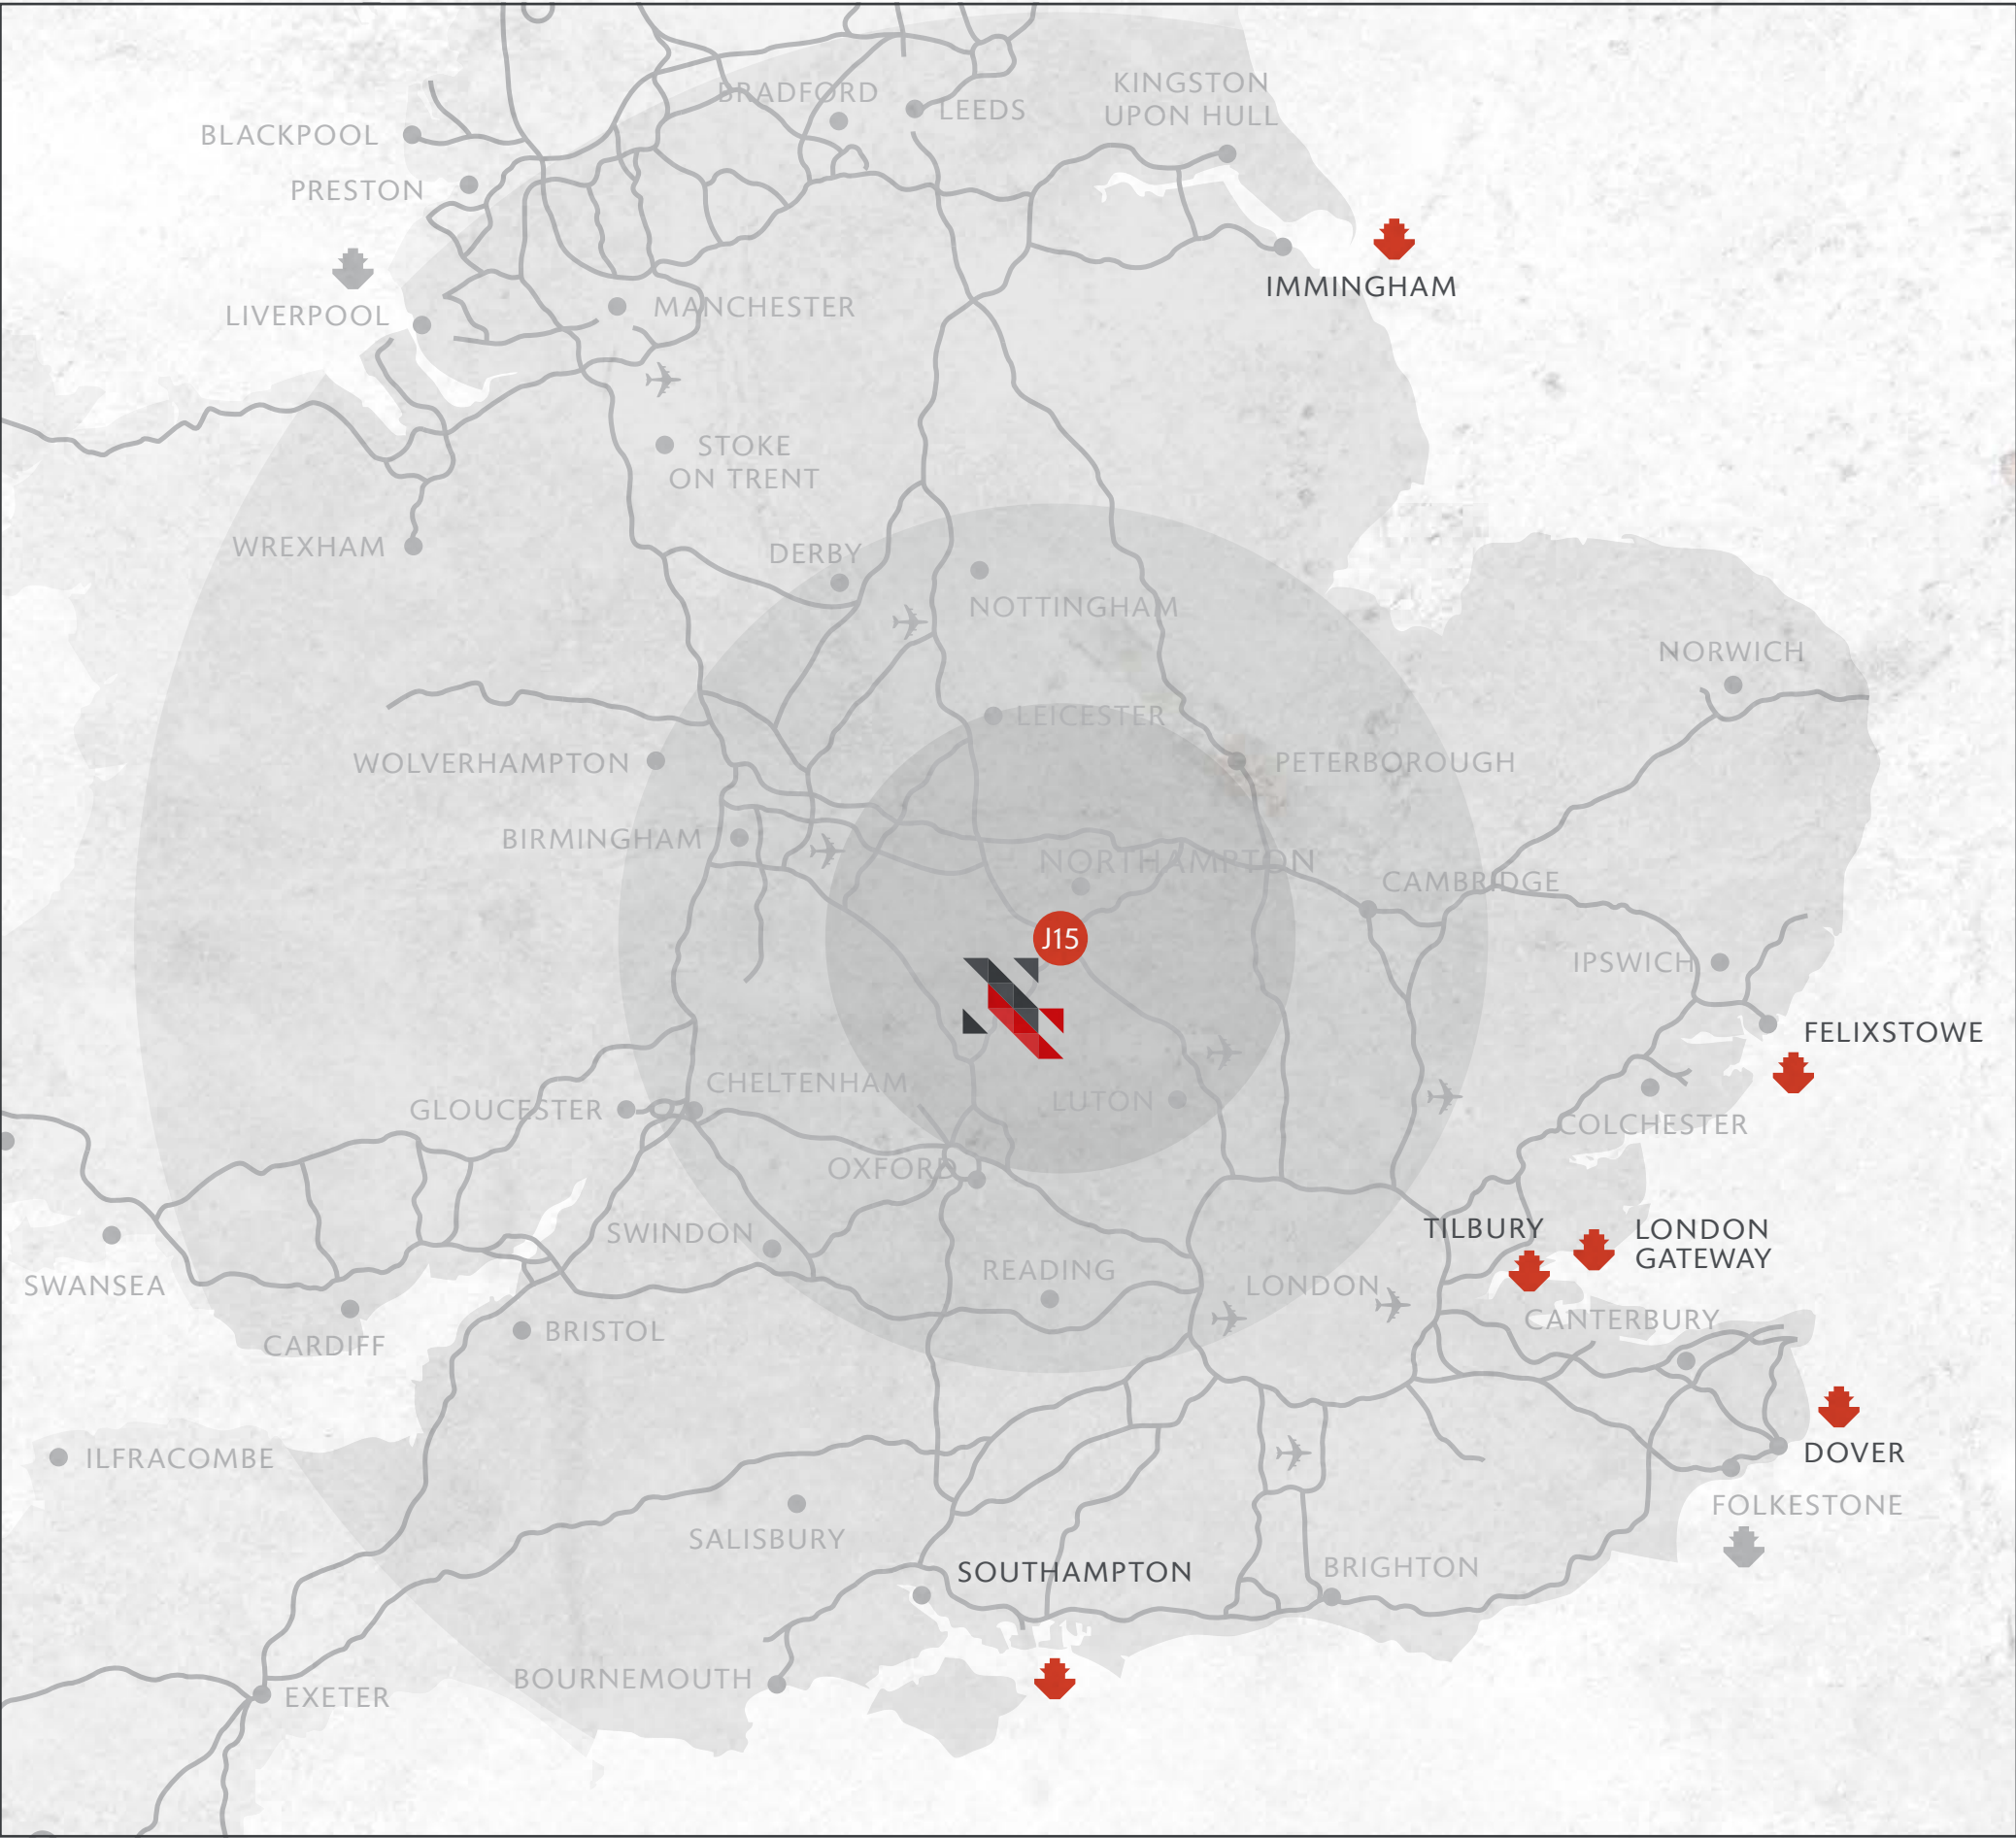 BRADFORD
LEEDS
KINGSTON
UPON HULL
BLACKPOOL
PRESTON
IMMINGHAM
LIVERPOOL
MANCHESTER
STOKE
ON TRENT
WREXHAM
DERBY
NOTTINGHAM
NORWICH
LEICESTER
WOLVERHAMPTON
PETERBOROUGH
BIRMINGHAM
NORTHAMPTON
CAMBRIDGE
J15
IPSWICH
FELIXSTOWE
CHELTENHAM
LUTON
GLOUCESTER
COLCHESTER
OXFORD
TILBURY
LONDON
GATEWAY
SWINDON
READING
LONDON
SWANSEA
CANTERBURY
BRISTOL
CARDIFF
DOVER
ILFRACOMBE
FOLKESTONE
SALISBURY
SOUTHAMPTON
BRIGHTON
BOURNEMOUTH
EXETER